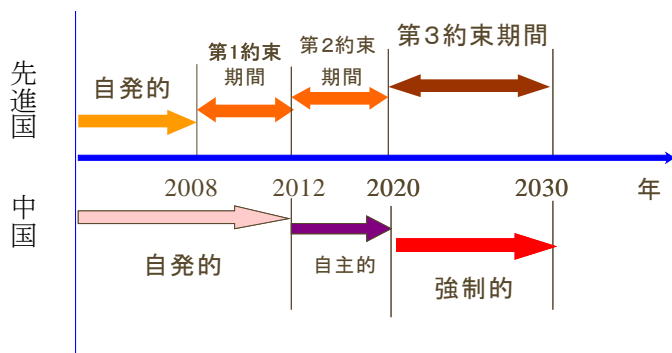 先進国
自発的
第1約束
期間
第2約束
期間
第3約束期間
2008
2012
2020
2030
年
中国
自発的
自主的
強制的